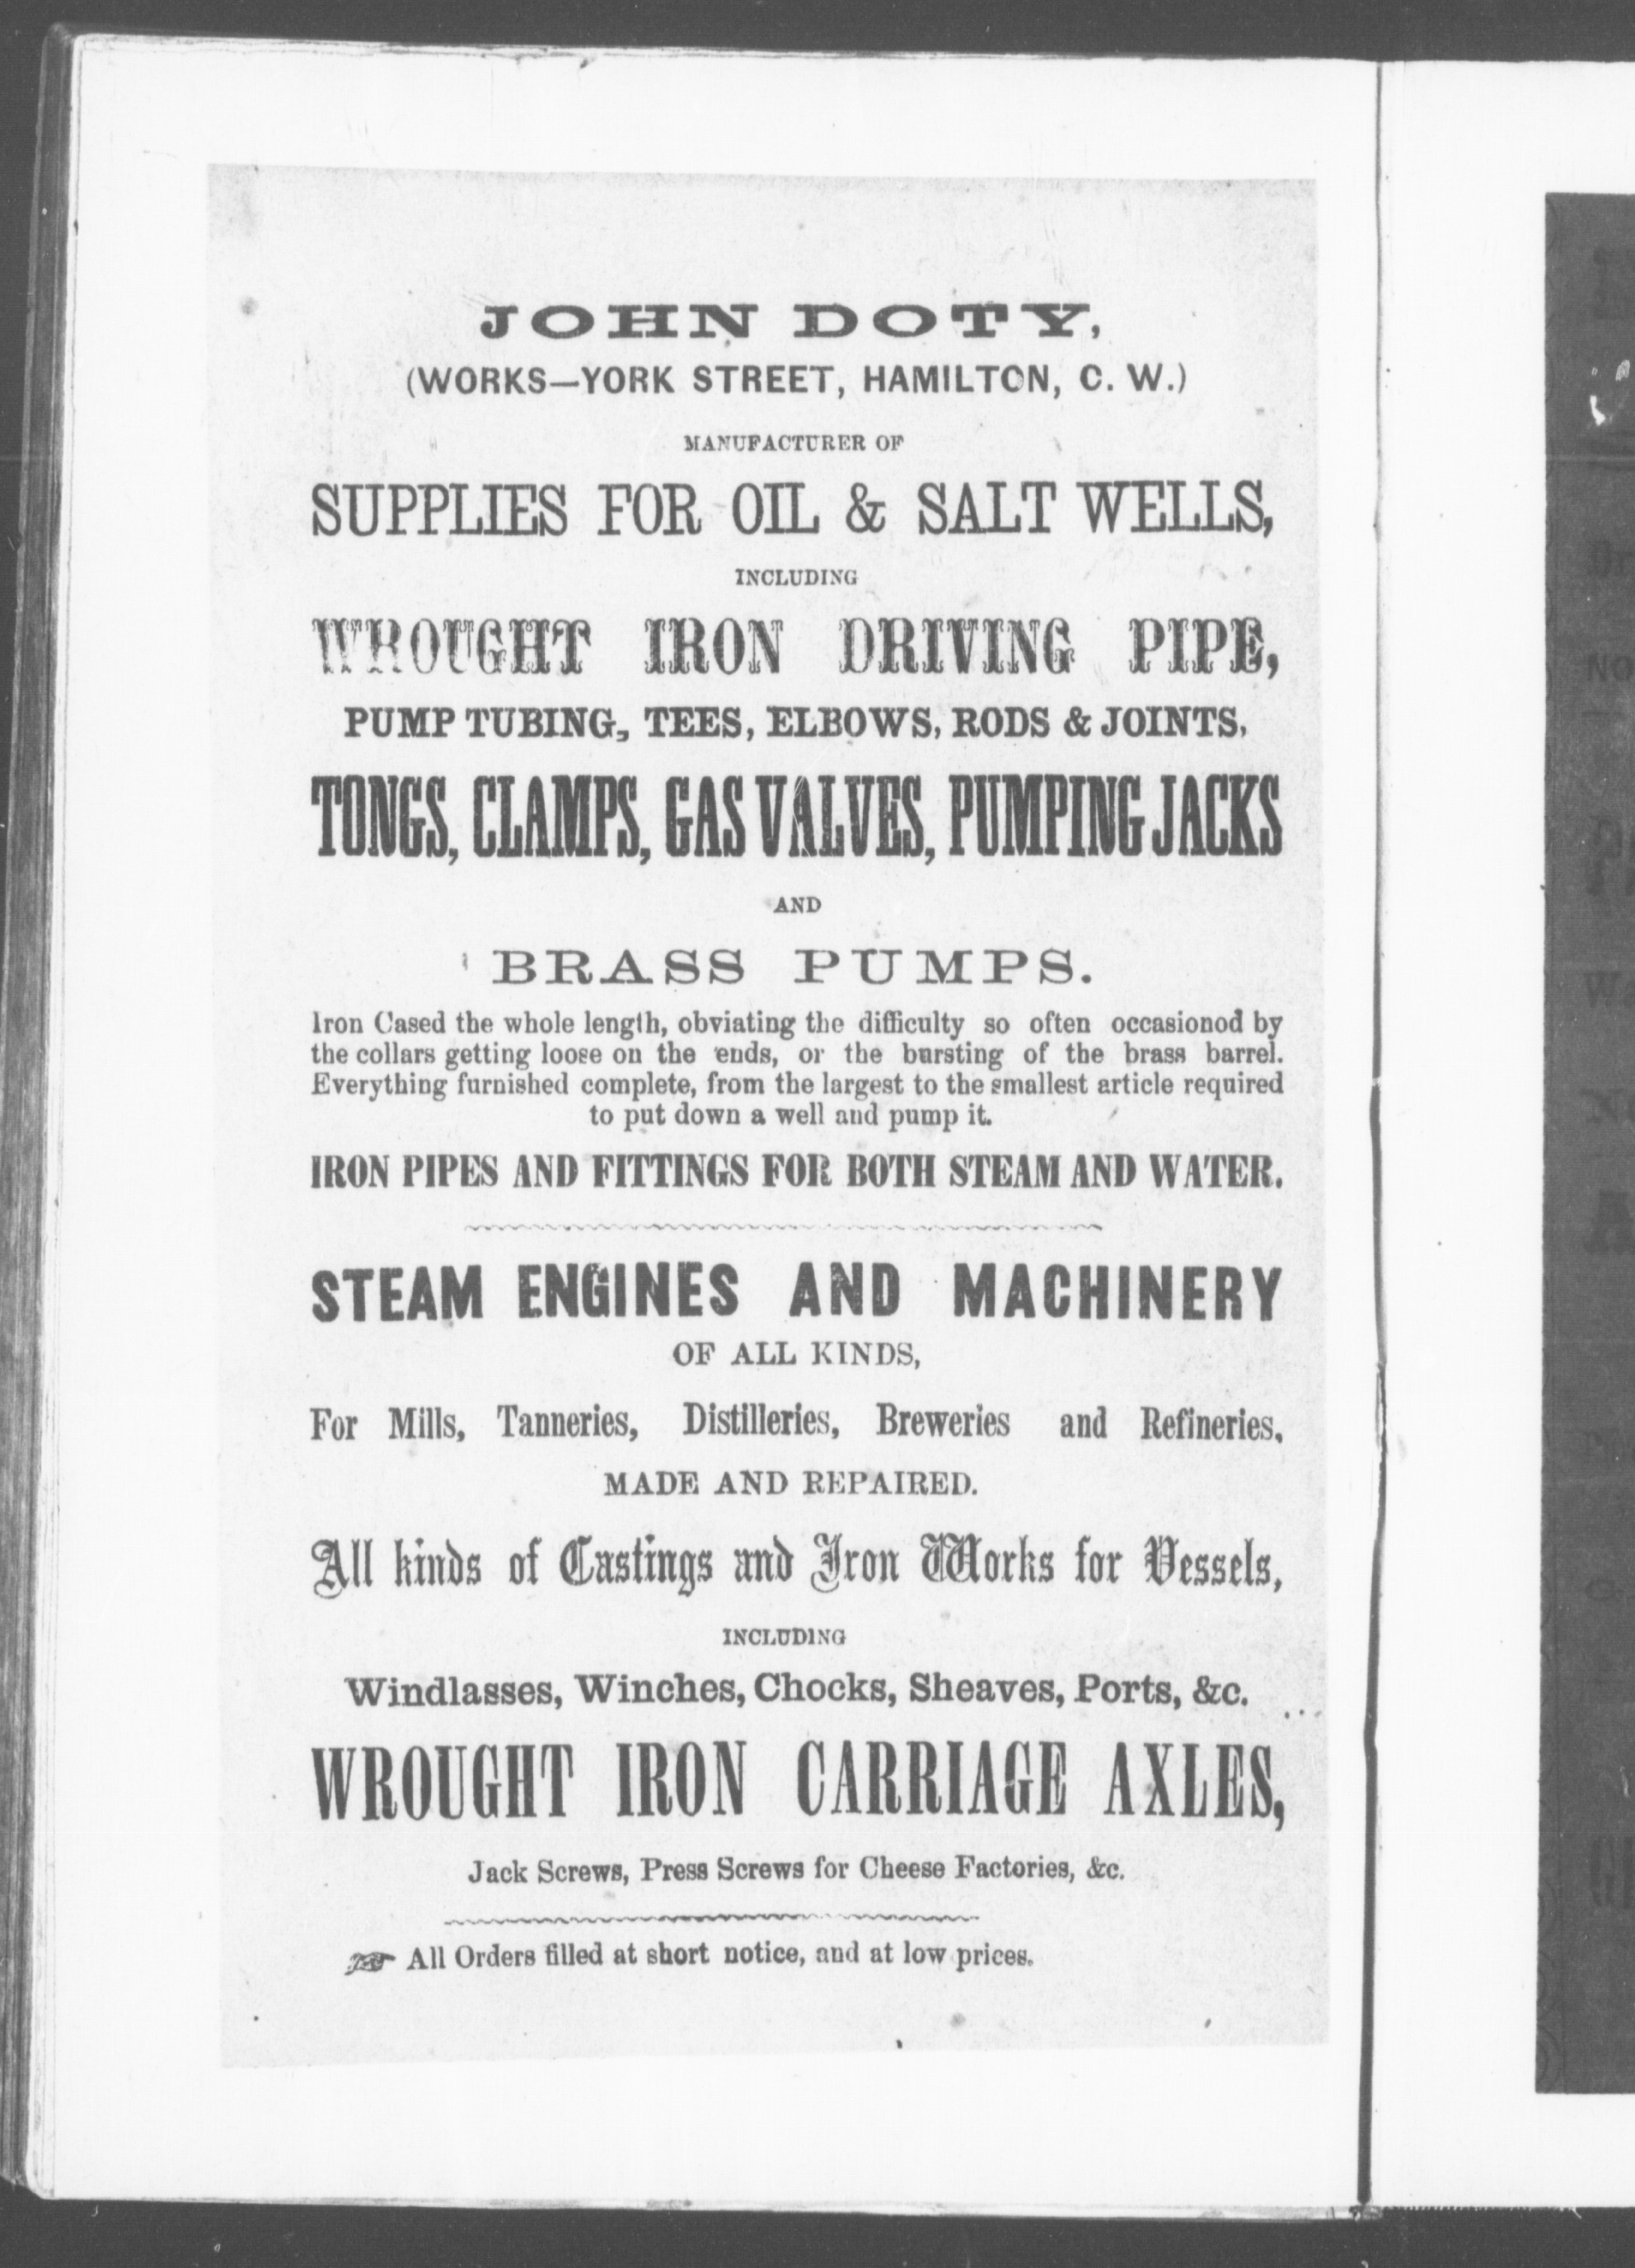 JOHN DOTY,
(WORKS—YORK STREET, HAMILTON, C. W.)
MANUFACTURER OF
SUPPLIES FOR OIL & SALT WELLS,
INCLUDING
WROUGHT IRON DRIVING PIPE,
PUMP TUBING, TEES, ELBOWS, RODS & JOINTS,
TONGS, CLAMPS, GAS VALVES, PUMPING JACKS
AND
BRASS PUMPS.
Iron Cased the whole length, obviating the difficulty so often occasionod by
the collars getting loose on the ends, or the bursting of the brass barrel.
Everything furnished complete, from the largest to the smallest article required
to put down a well and pump it.
IRON PIPES AND FITTINGS FOR BOTH STEAM AND WATER.
STEAM ENGINES AND MACHINERY
OF ALL KINDS,
For Mills, Tanneries, Distilleries, Breweries and Refineries,
MADE AND REPAIRED.
All kinds of Castings and Iron Works for Vessels,
INCLUDING
Windlasses, Winches, Chocks, Sheaves, Ports, &c.
WROUGHT IRON CARRIAGE AXLES,
Jack Screws, Press Screws for Cheese Factories, &c.
☞ All Orders filled at short notice, and at low prices.